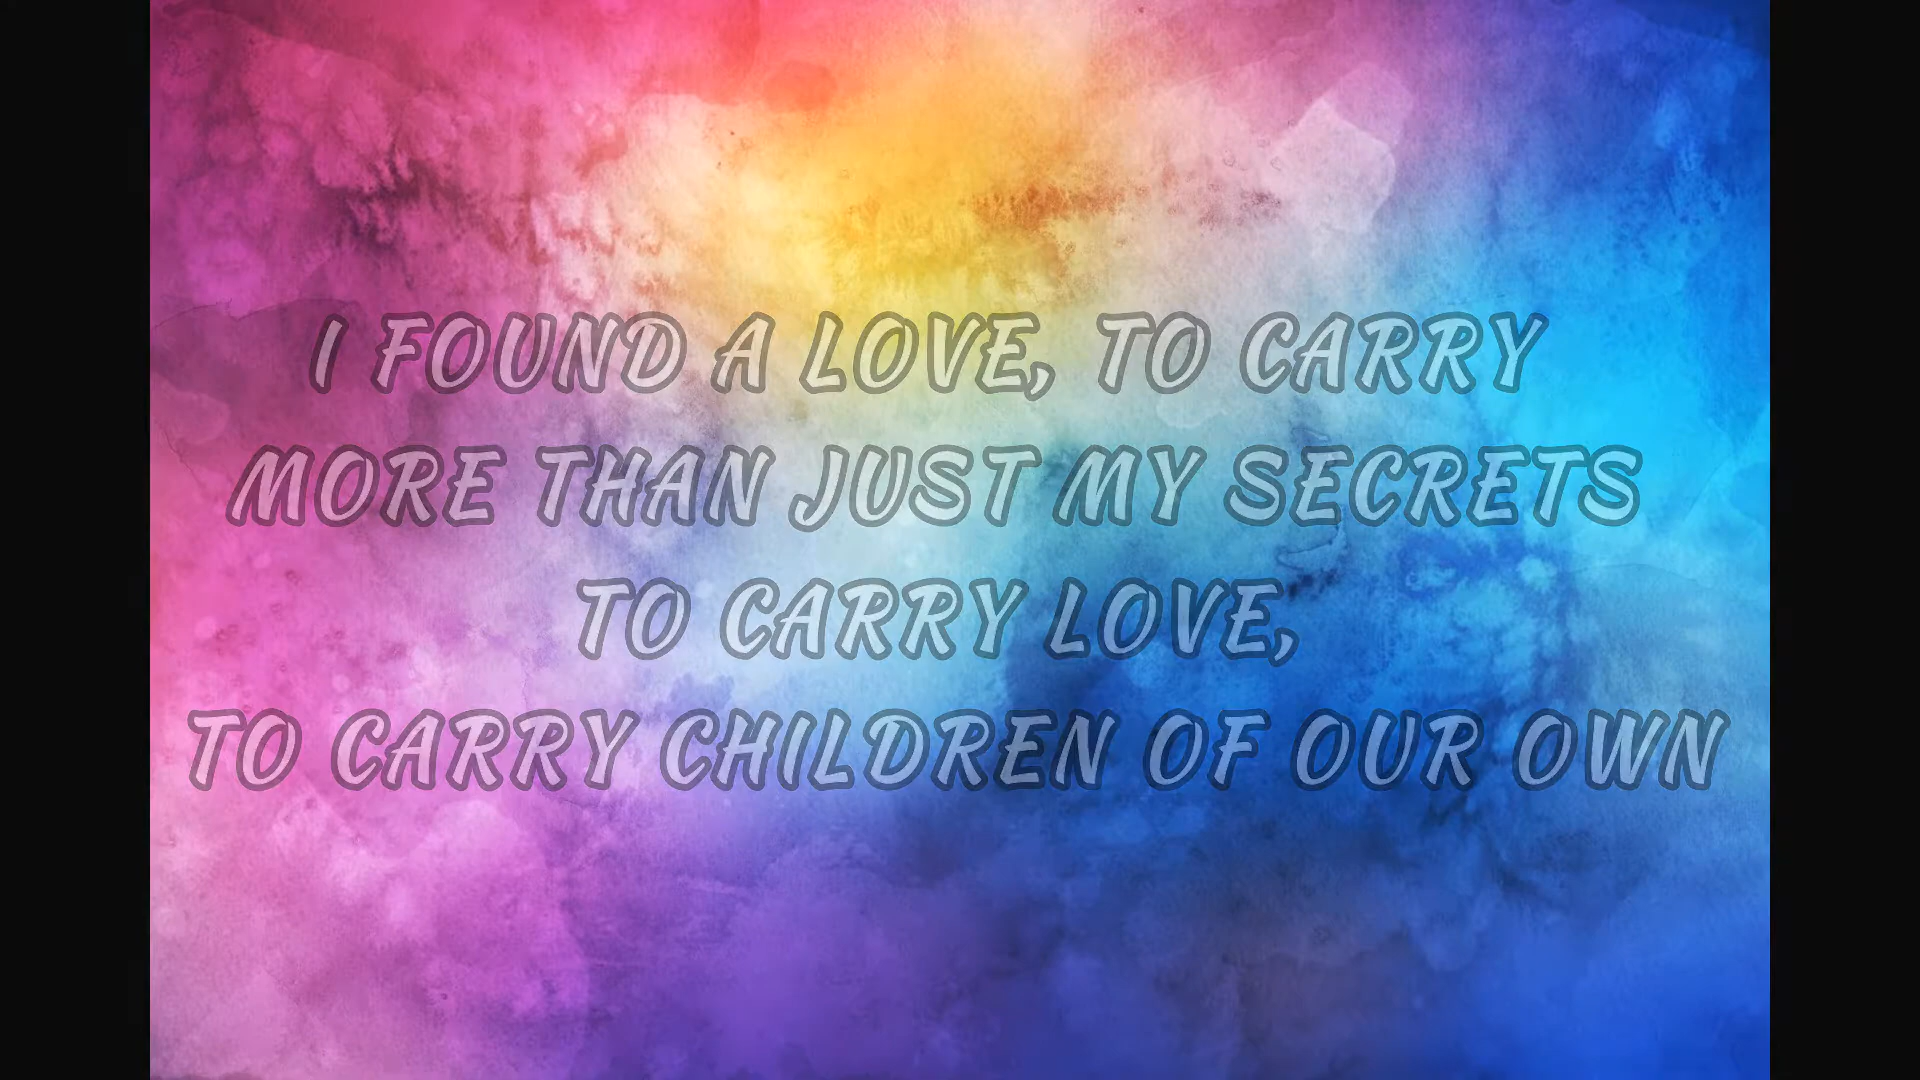 I FOUND A LOVE, TO CARRY
MORE THAN JUST MY SECRETS
TO CARRY LOVE,
TO CARRY CHILDREN OF OUR OWN